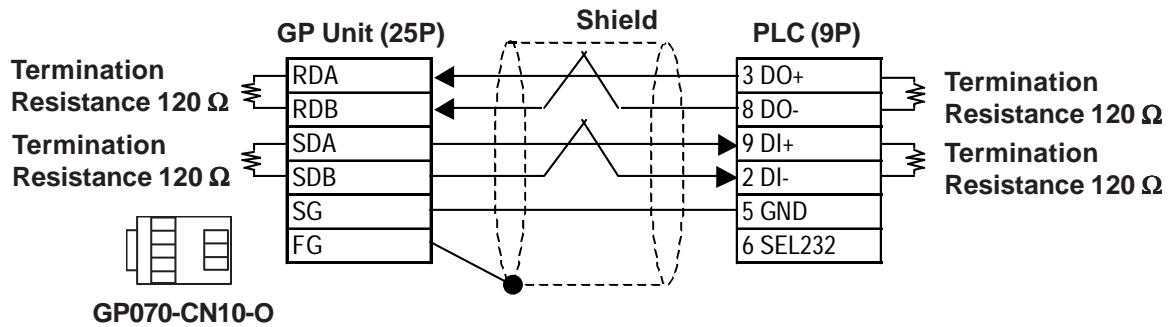 Shield
GP Unit (25P)
PLC (9P)
Termination
Resistance 120 Ω
Termination
Resistance 120 Ω
RDA
RDB
SDA
SDB
SG
FG
3 DO+
8 DO-
9 DI+
2 DI-
5 GND
6 SEL232
Termination
Resistance 120 Ω
Termination
Resistance 120 Ω
GP070-CN10-O